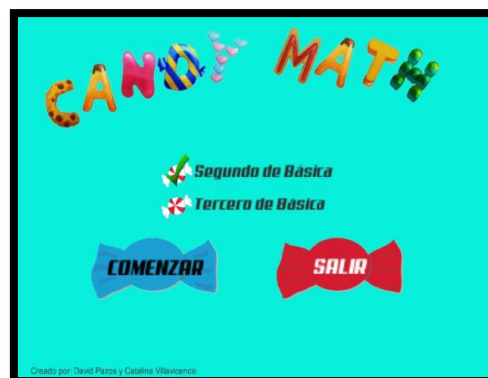 CANDY MATH
Segundo de Básica
Tercero de Básica
COMENZAR SALIR
Creado por: David Pazos y Catalina Villavicencio